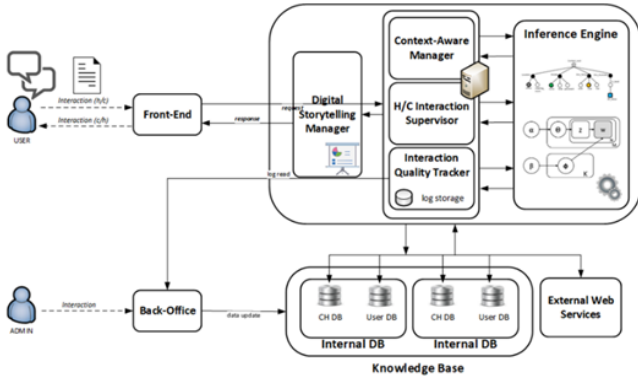 Context-Aware
Manager
Inference Engine
Interaction (h/c)
USER
Interaction (c/h)
Front-End
request
response
Digital
Storytelling
Manager
H/C Interaction
Supervisor
α
Θ
z
w
β
Φ
K
Interaction
Quality Tracker
log storage
log read
ADMIN
Interaction
Back-Office
data update
CH DB
User DB
CH DB
User DB
Internal DB
Internal DB
External Web
Services
Knowledge Base